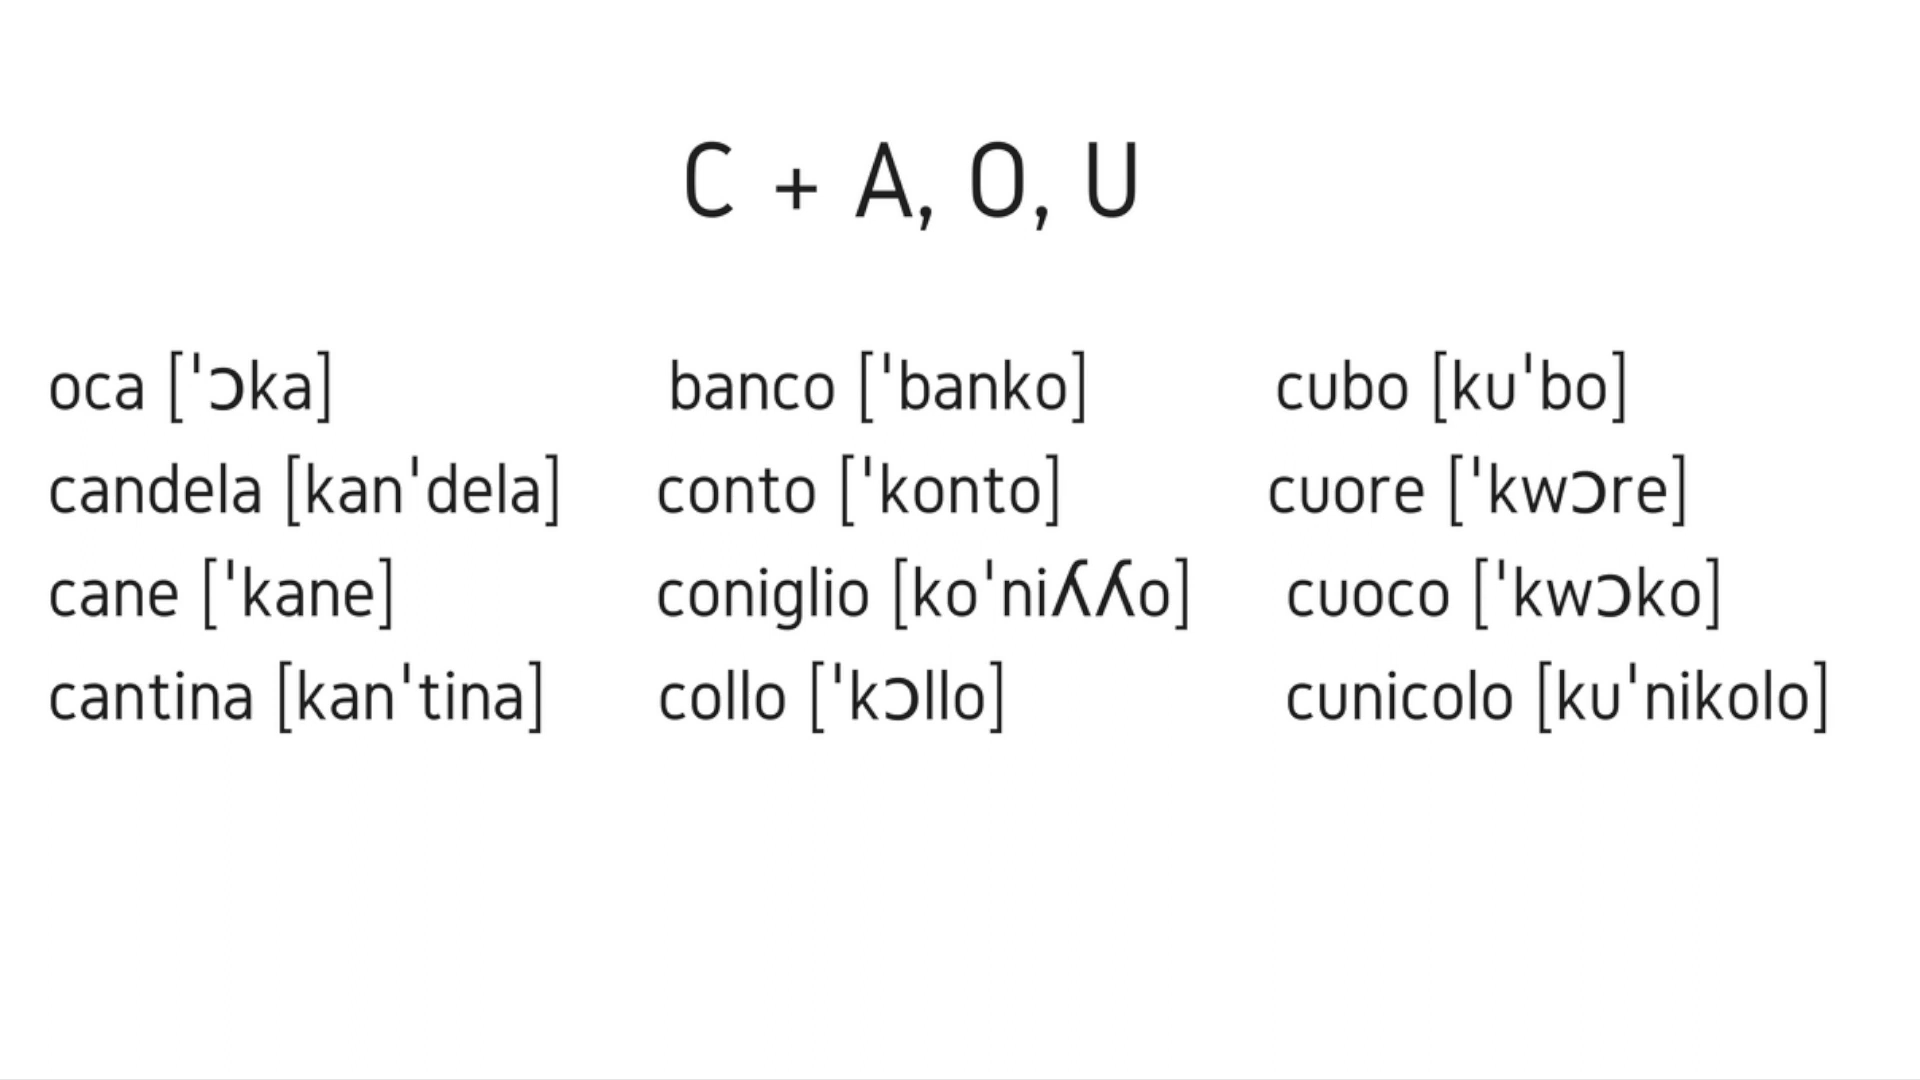 C + A, O, U
oca [ˈɔka] banco [ˈbanko] cubo [kuˈbo]
candela [kanˈdela] conto [ˈkonto] cuore [ˈkwɔre]
cane [ˈkane] coniglio [koˈniʎʎo] cuoco [ˈkwɔko]
cantina [kanˈtina] collo [ˈkɔllo] cunicolo [kuˈnikolo]